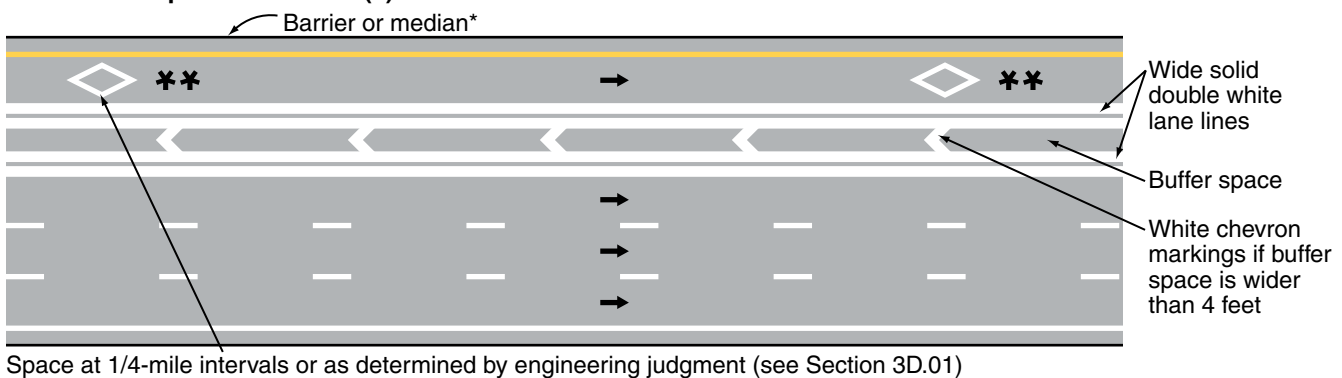 Barrier or median*
**
**
Wide solid
double white
lane lines
Buffer space
White chevron
markings if buffer
space is wider
than 4 feet
Space at 1/4-mile intervals or as determined by engineering judgment (see Section 3D.01)